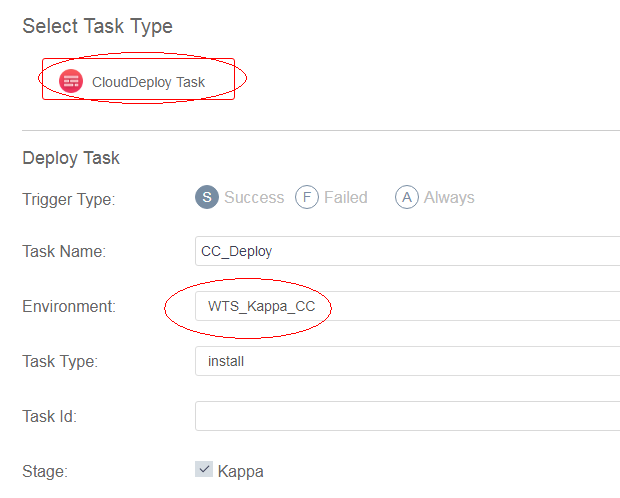 Select Task Type
CloudDeploy Task
Deploy Task
Trigger Type: S Success F Failed A Always
Task Name: CC_Deploy
Environment: WTS_Kappa_CC
Task Type: install
Task Id:
Stage: Kappa